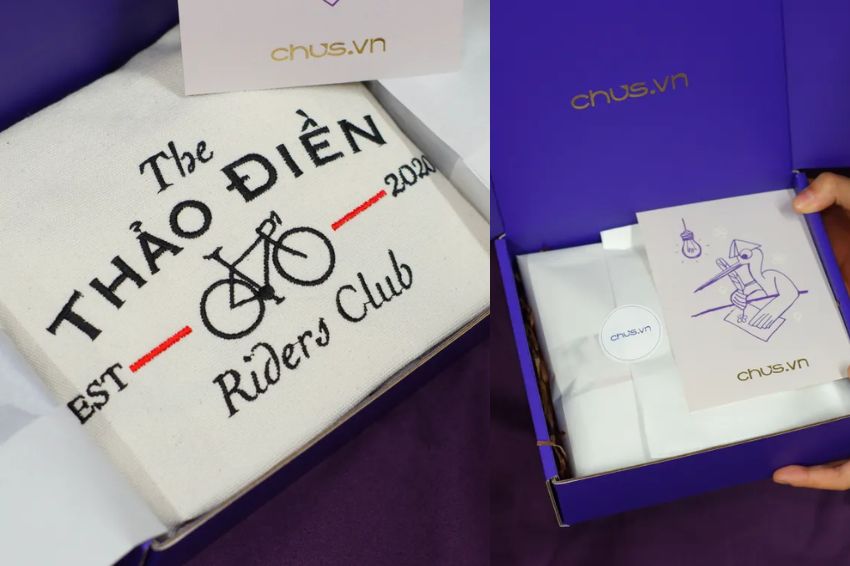 chus.vn
The
THẢO ĐIỀN
EST
2020
Riders Club
chus.vn
chus.vn
chus.vn